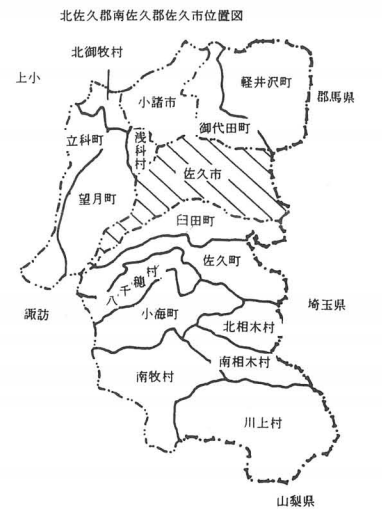 北佐久郡南佐久郡佐久市位置図
北御牧村
上小
軽井沢町
小諸市
群馬県
御代田町
立科町
浅科村
佐久市
望月町
臼田町
佐久町
八千穂村
埼玉県
諏訪
小海町
北相木村
南相木村
南牧村
川上村
山梨県